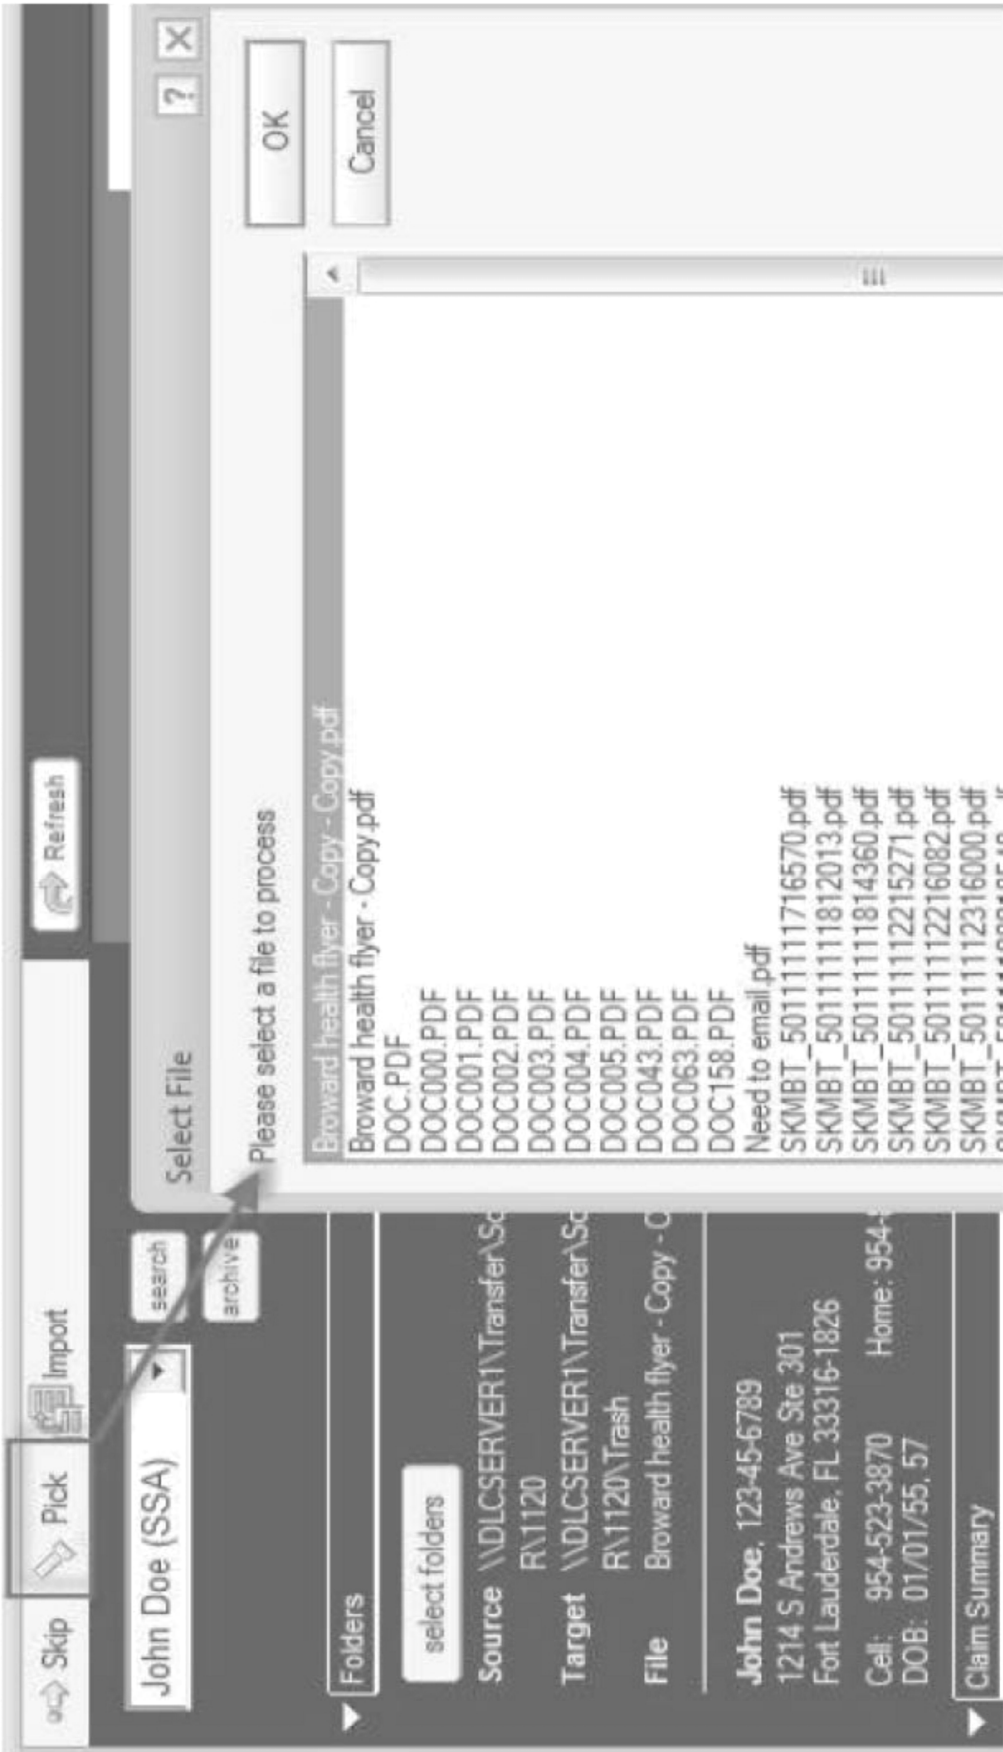 Skip
Pick
Import
Refresh
John Doe (SSA)
search
archive
Folders
select folders
Source \\DLCSERVER1\Transfer\Sc
R\1120
Target \\DLCSERVER1\Transfer\Sc
R\1120\Trash
File Broward health flyer - Copy - C
John Doe, 123-45-6789
1214 S Andrews Ave Ste 301
Fort Lauderdale, FL 33316-1826
Cell: 954-523-3870 Home: 954-
DOB: 01/01/55, 57
Claim Summary
Select File
? X
Please select a file to process
OK
Cancel
Broward health flyer - Copy - Copy.pdf
Broward health flyer - Copy.pdf
DOC.PDF
DOC000.PDF
DOC001.PDF
DOC002.PDF
DOC003.PDF
DOC004.PDF
DOC005.PDF
DOC043.PDF
DOC063.PDF
DOC158.PDF
Need to email.pdf
SKMBT_50111111716570.pdf
SKMBT_50111111812013.pdf
SKMBT_50111111814360.pdf
SKMBT_50111112215271.pdf
SKMBT_50111112216082.pdf
SKMBT_50111112316000.pdf